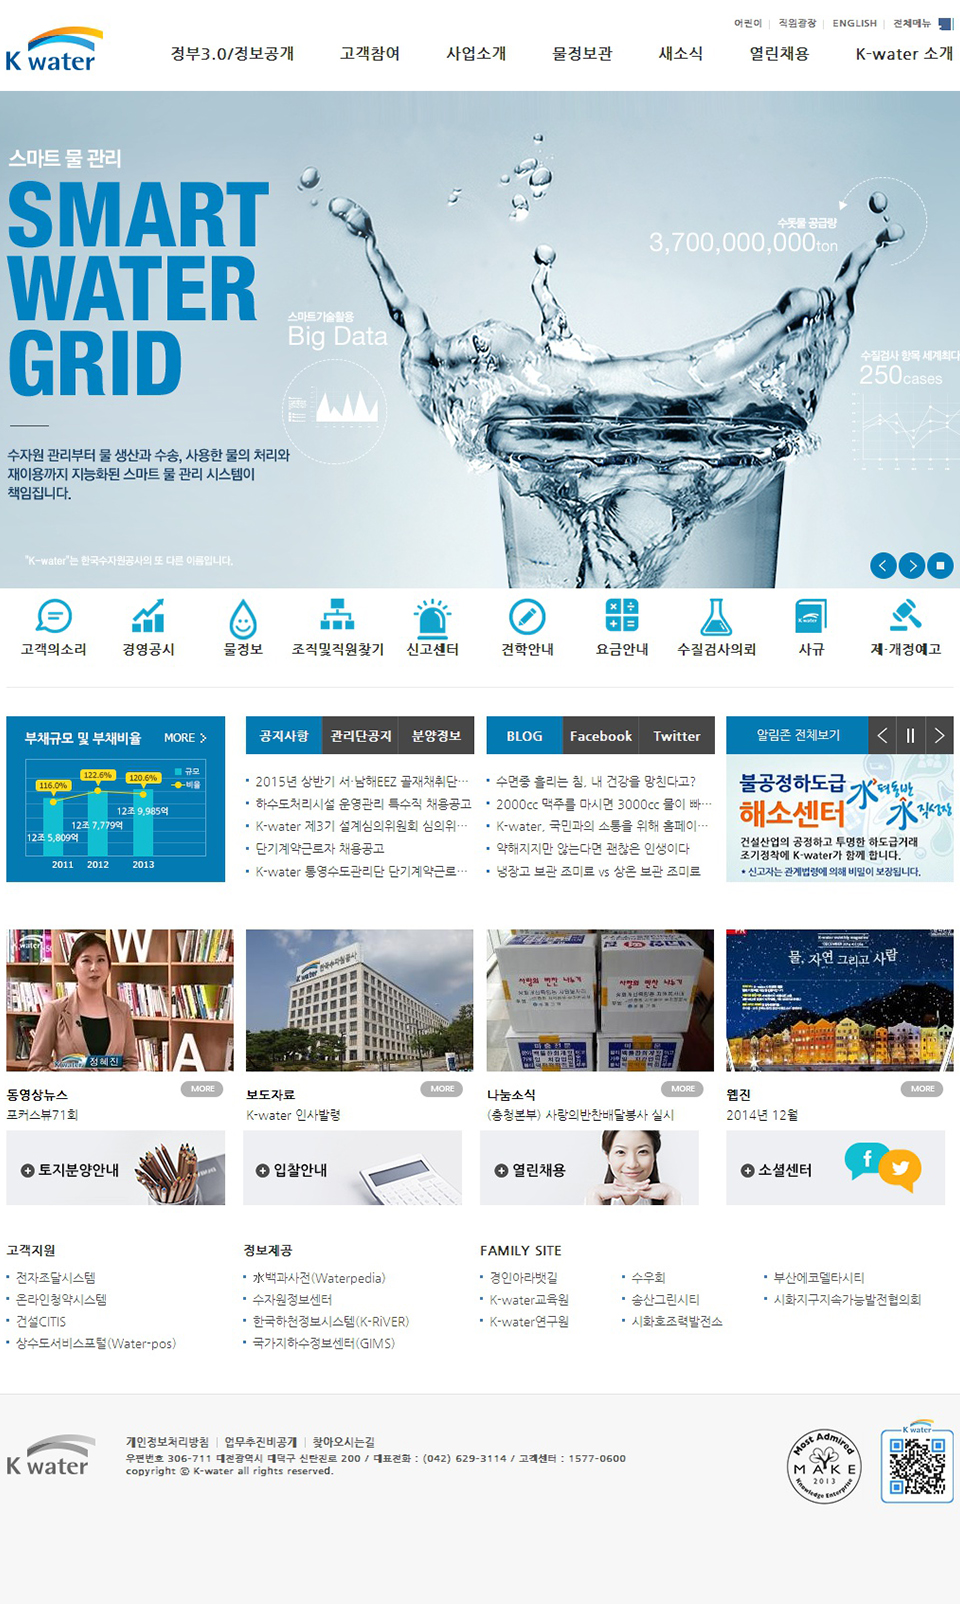 어린이 직원광장 ENGLISH 전체메뉴
K water
정부3.0/정보공개 고객참여 사업소개 물정보관 새소식 열린채용 K-water 소개
스마트 물 관리
SMART
WATER
GRID
수돗물 공급량
3,700,000,000ton
스마트기술활용
Big Data
수질검사 항목 세계최다
250cases
수자원 관리부터 물 생산과 수송, 사용한 물의 처리와
재이용까지 지능화된 스마트 물 관리 시스템이
책임집니다.
"K-water"는 한국수자원공사의 또 다른 이름입니다.
고객의소리 경영공시 물정보 조직및직원찾기 신고센터 견학안내 요금안내 수질검사의뢰 사규 제·개정예고
부채규모 및 부채비율 MORE
규모
비율
116.0% 122.6% 120.6%
12조 5,809억 12조 7,779억 12조 9,985억
2011 2012 2013
공지사항 관리단공지 분양정보
2015년 상반기 서·남해EEZ 골재채취단…
하수도처리시설 운영관리 특수직 채용공고
K-water 제3기 설계심의위원회 심의위…
단기계약근로자 채용공고
K-water 통영수도관리단 단기계약근로…
BLOG Facebook Twitter
수면중 흘리는 침, 내 건강을 망친다고?
2000cc 맥주를 마시면 3000cc 물이 빠…
K-water, 국민과의 소통을 위해 홈페이…
약해지지만 않는다면 괜찮은 인생이다
냉장고 보관 조미료 vs 상온 보관 조미료
알림존 전체보기
불공정하도급
해소센터
水 동반
水 직성장
건설산업의 공정하고 투명한 하도급거래
조기정착에 K-water가 함께 합니다.
• 신고자는 관계법령에 의해 비밀이 보장됩니다.
K water 정혜진
K water 한국수자원공사
사랑의 반찬 나누기
물, 자연 그리고 사람
동영상뉴스 MORE
포커스뷰71회
보도자료 MORE
K-water 인사발령
나눔소식 MORE
(충청본부) 사랑의반찬배달봉사 실시
웹진 MORE
2014년 12월
토지분양안내 입찰안내 열린채용 소셜센터
고객지원
전자조달시스템
온라인청약시스템
건설CITIS
상수도서비스포털(Water-pos)
정보제공
水백과사전(Waterpedia)
수자원정보센터
한국하천정보시스템(K-RiVER)
국가지하수정보센터(GIMS)
FAMILY SITE
경인아라뱃길 수우회 부산에코델타시티
K-water교육원 송산그린시티 시화지구지속가능발전협의회
K-water연구원 시화호조력발전소
K water
개인정보처리방침 업무추진비공개 찾아오시는길
우편번호 306-711 대전광역시 대덕구 신탄진로 200 / 대표전화 : (042) 629-3114 / 고객센터 : 1577-0600
copyright ⓒ K-water all rights reserved.
Most Admired
MAKE
2013
Knowledge Enterprise
K water